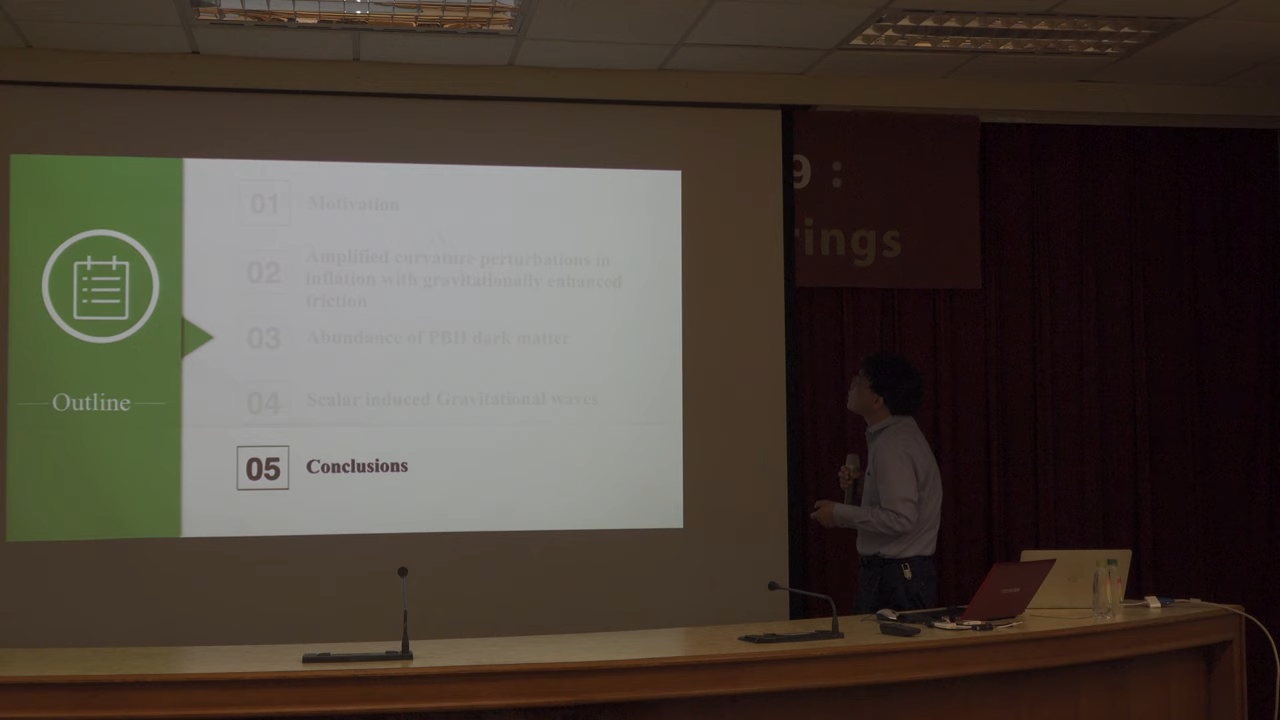 Outline
01 Motivation
02 Amplified curvature perturbations in
inflation with gravitationally enhanced
friction
03 Abundance of PBH dark matter
04 Scalar induced Gravitational waves
05 Conclusions
9 :
rings